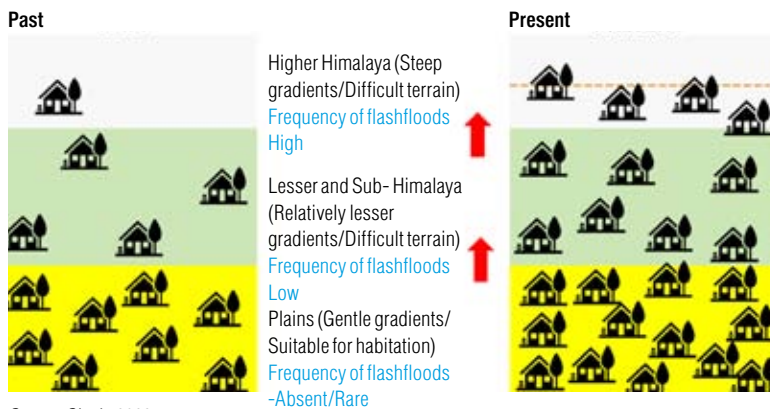 Past
Present
Higher Himalaya (Steep
gradients/Difficult terrain)
Frequency of flashfloods
High
Lesser and Sub- Himalaya
(Relatively lesser
gradients/Difficult terrain)
Frequency of flashfloods
Low
Plains (Gentle gradients/
Suitable for habitation)
Frequency of flashfloods
-Absent/Rare